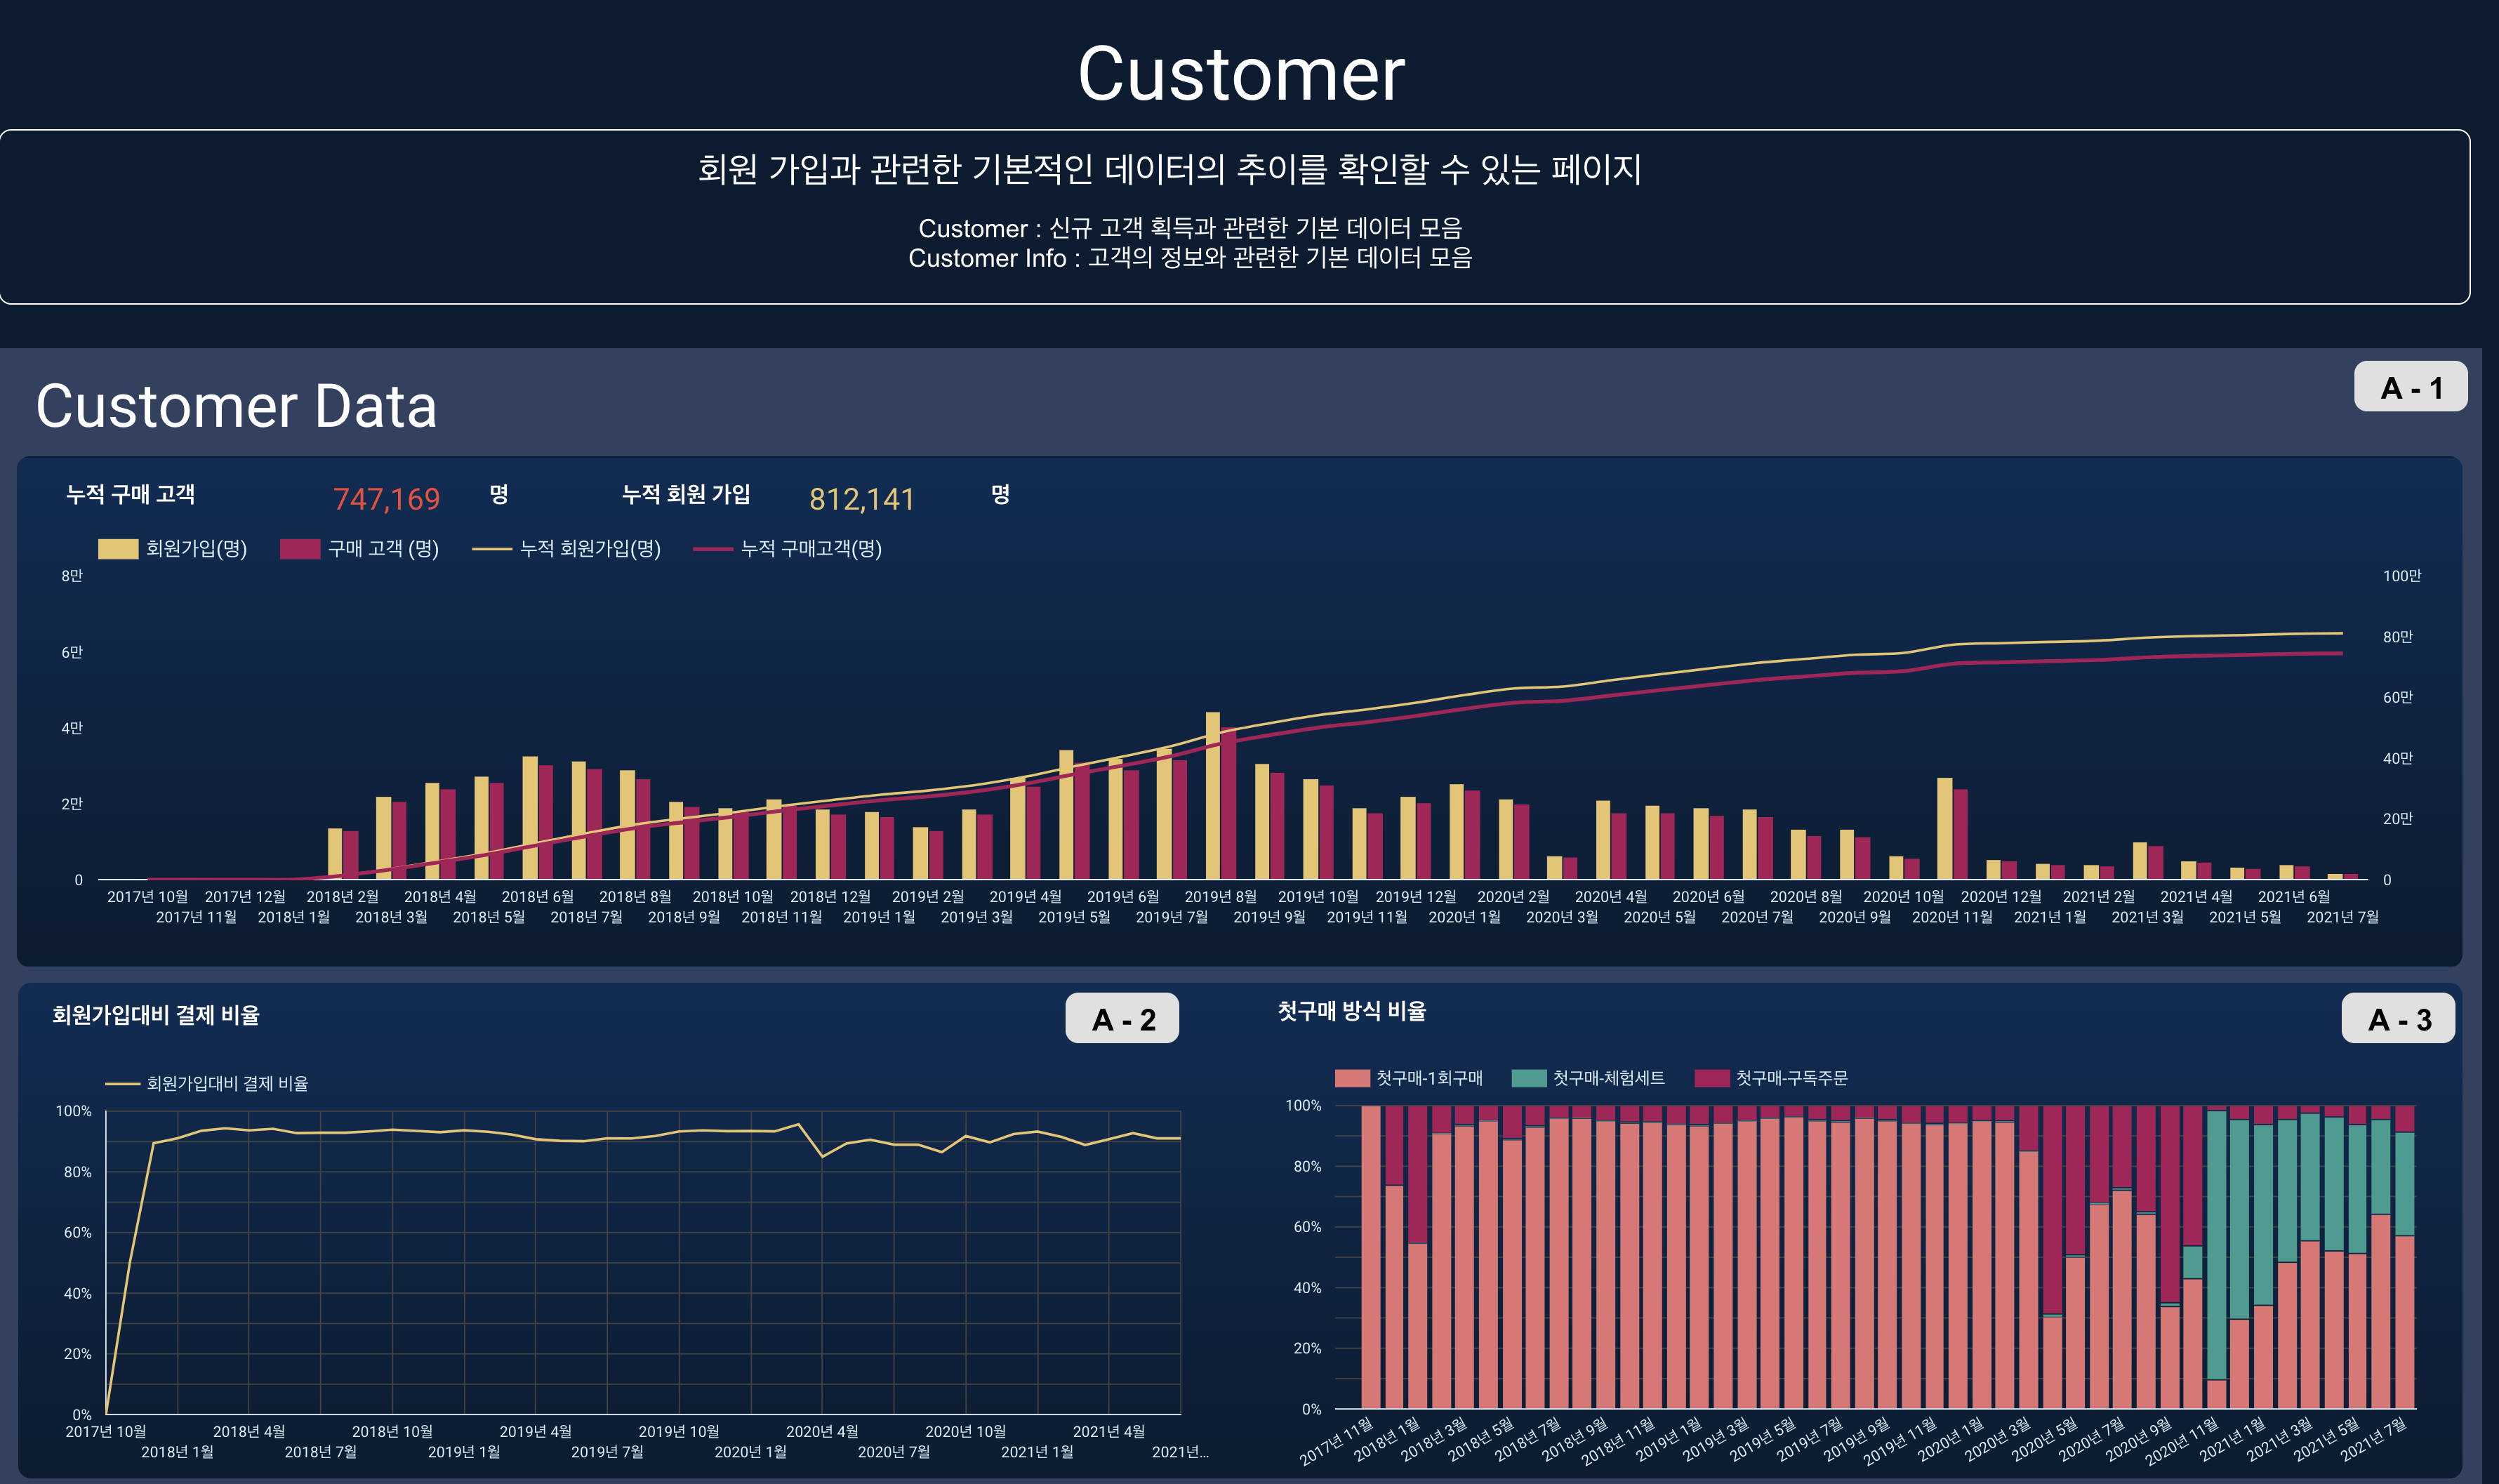 Customer
회원 가입과 관련한 기본적인 데이터의 추이를 확인할 수 있는 페이지
Customer : 신규 고객 획득과 관련한 기본 데이터 모음
Customer Info : 고객의 정보와 관련한 기본 데이터 모음
Customer Data
A - 1
누적 구매 고객 747,169 명 누적 회원 가입 812,141 명
회원가입(명) 구매 고객 (명) 누적 회원가입(명) 누적 구매고객(명)
8만 100만
80만
6만
60만
4만
40만
2만
20만
0 0
2017년 10월 2017년 12월 2018년 2월 2018년 4월 2018년 6월 2018년 8월 2018년 10월 2018년 12월 2019년 2월 2019년 4월 2019년 6월 2019년 8월 2019년 10월 2019년 12월 2020년 2월 2020년 4월 2020년 6월 2020년 8월 2020년 10월 2020년 12월 2021년 2월 2021년 4월 2021년 6월
2017년 11월 2018년 1월 2018년 3월 2018년 5월 2018년 7월 2018년 9월 2018년 11월 2019년 1월 2019년 3월 2019년 5월 2019년 7월 2019년 9월 2019년 11월 2020년 1월 2020년 3월 2020년 5월 2020년 7월 2020년 9월 2020년 11월 2021년 1월 2021년 3월 2021년 5월 2021년 7월
회원가입대비 결제 비율
A - 2
회원가입대비 결제 비율
100%
80%
60%
40%
20%
0%
2017년 10월 2018년 4월 2018년 10월 2019년 4월 2019년 10월 2020년 4월 2020년 10월 2021년 4월
2018년 1월 2018년 7월 2019년 1월 2019년 7월 2020년 1월 2020년 7월 2021년 1월 2021년...
첫구매 방식 비율
A - 3
첫구매-1회구매 첫구매-체험세트 첫구매-구독주문
100%
80%
60%
40%
20%
0%
2017년 11월 2018년 1월 2018년 3월 2018년 5월 2018년 7월 2018년 9월 2018년 11월 2019년 1월 2019년 3월 2019년 5월 2019년 7월 2019년 9월 2019년 11월 2020년 1월 2020년 3월 2020년 5월 2020년 7월 2020년 9월 2020년 11월 2021년 1월 2021년 3월 2021년 5월 2021년 7월